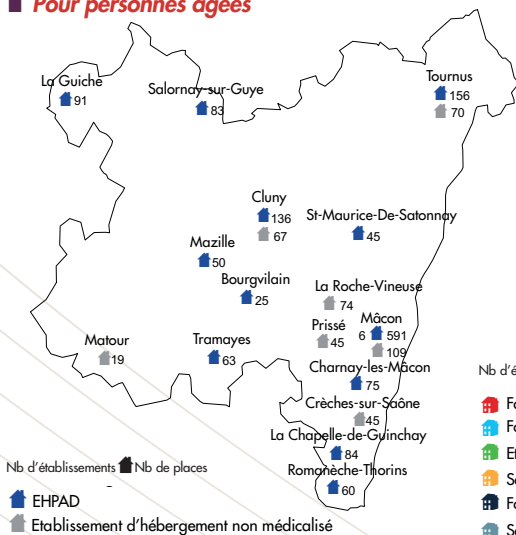 Pour personnes âgées
La Guiche
91
Salornay-sur-Guye
83
Tournus
156
70
Cluny
136
67
St-Maurice-De-Satonnay
45
Mazille
50
Bourgvilain
25
La Roche-Vineuse
74
Prissé
45
Mâcon
6 591
109
Matour
19
Tramayes
63
Charnay-les-Mâcon
75
Crèches-sur-Saône
45
La Chapelle-de-Guinchay
84
Romanèche-Thorins
60
Nb d'établissements Nb de places
EHPAD
Etablissement d'hébergement non médicalisé
Nb d'é
Fo
Fo
Et
Se
Fo
Se